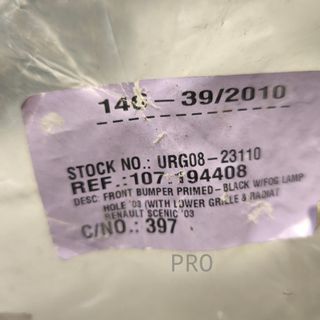 39/2010
STOCK NO.: URG08-23110
REF.:
DESC: FRONT BUMPER PRIMED- BLACK W/FOG LAMP
HOLE '03 (WITH LOWER GRILLE & RADIAT
RENAULT SCENIC '03
C/NO.: 397
PRO